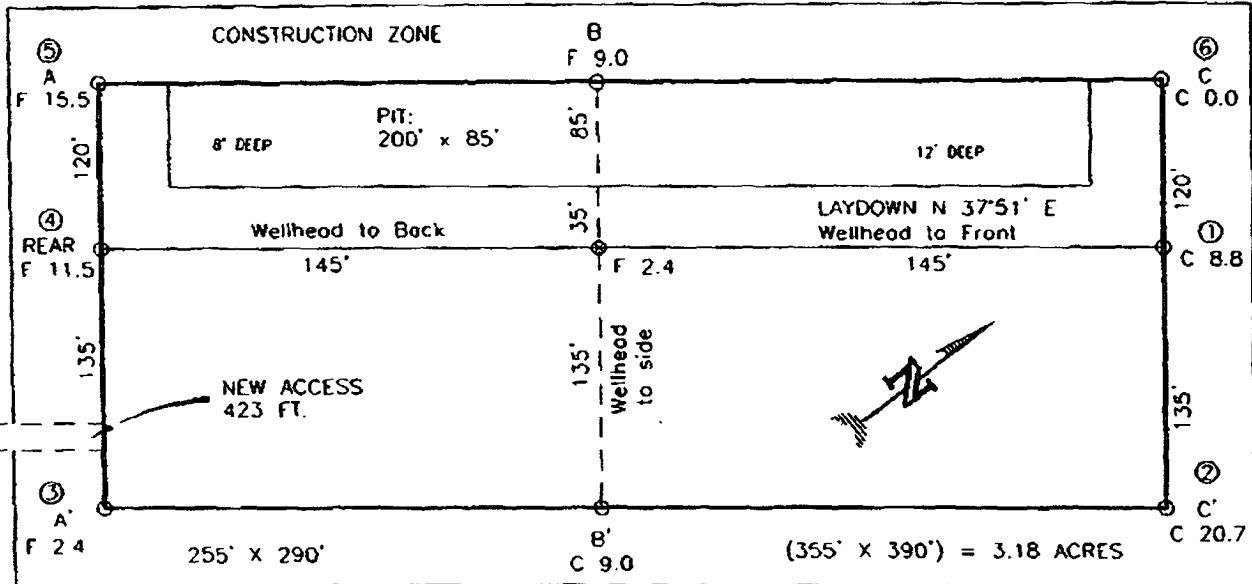 CONSTRUCTION ZONE
B
F 9.0
⑤
A
F 15.5
⑥
C
C 0.0
PIT:
200' x 85'
8' DEEP
12' DEEP
85'
120'
120'
35'
④
REAR
F 11.5
Wellhead to Back
145'
F 2.4
LAYDOWN N 37°51' E
Wellhead to Front
145'
①
C 8.8
135'
135'
Wellhead
to side
135'
N
NEW ACCESS
423 FT.
③
A'
F 2.4
255' X 290'
B'
C 9.0
(355' X 390') = 3.18 ACRES
②
C'
C 20.7